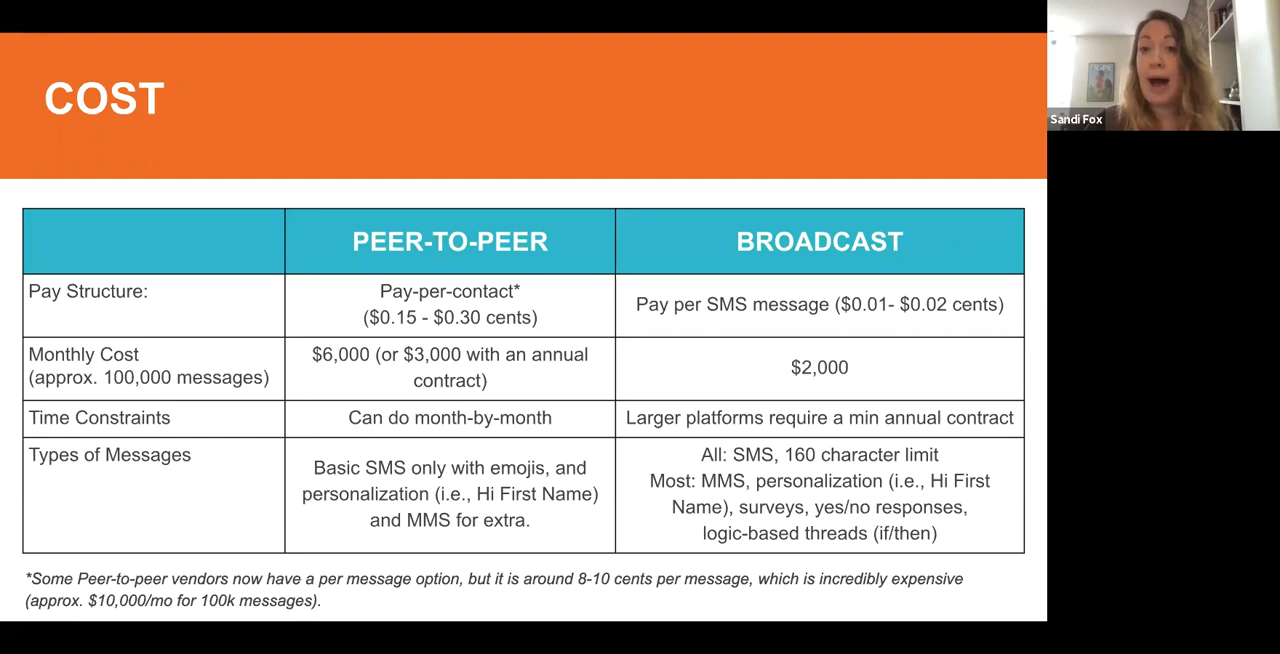 COST
Sandi Fox
PEER-TO-PEER
BROADCAST
Pay Structure:
Pay-per-contact*
($0.15 - $0.30 cents)
Pay per SMS message ($0.01- $0.02 cents)
Monthly Cost
(approx. 100,000 messages)
$6,000 (or $3,000 with an annual
contract)
$2,000
Time Constraints
Can do month-by-month
Larger platforms require a min annual contract
Types of Messages
Basic SMS only with emojis, and
personalization (i.e., Hi First Name)
and MMS for extra.
All: SMS, 160 character limit
Most: MMS, personalization (i.e., Hi First
Name), surveys, yes/no responses,
logic-based threads (if/then)
*Some Peer-to-peer vendors now have a per message option, but it is around 8-10 cents per message, which is incredibly expensive
(approx. $10,000/mo for 100k messages).